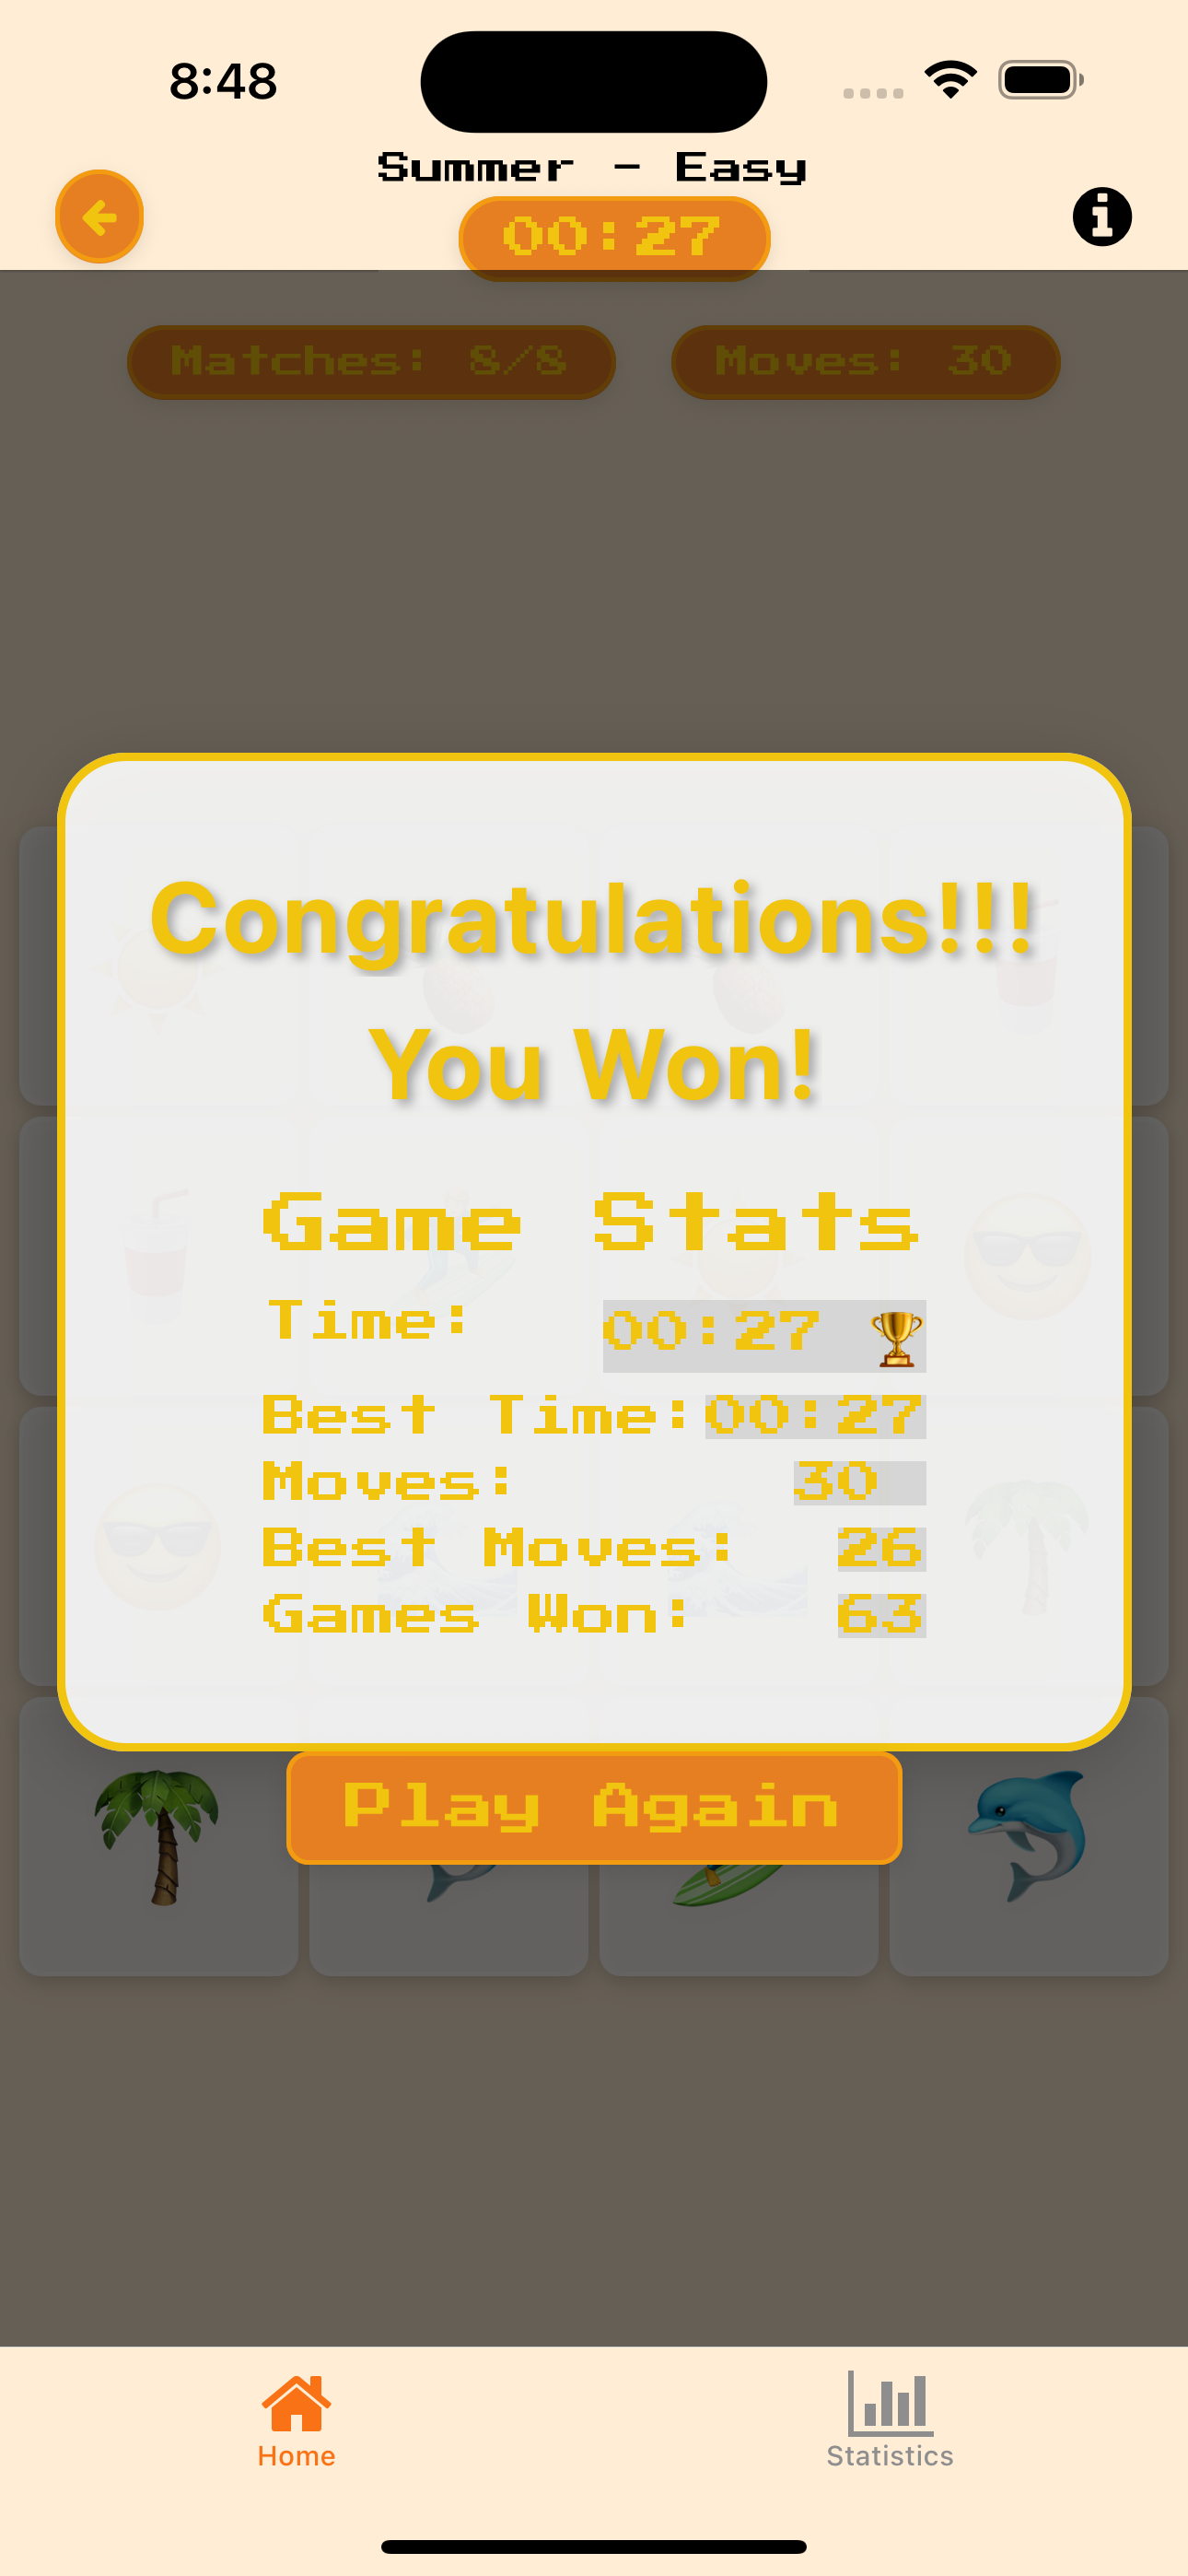 8:48
Summer - Easy
00:27
Matches: 8/8 Moves: 30
Congratulations!!!
You Won!
Game Stats
Time: 00:27 🏆
Best Time: 00:27
Moves: 30
Best Moves: 26
Games Won: 63
Play Again
Home Statistics